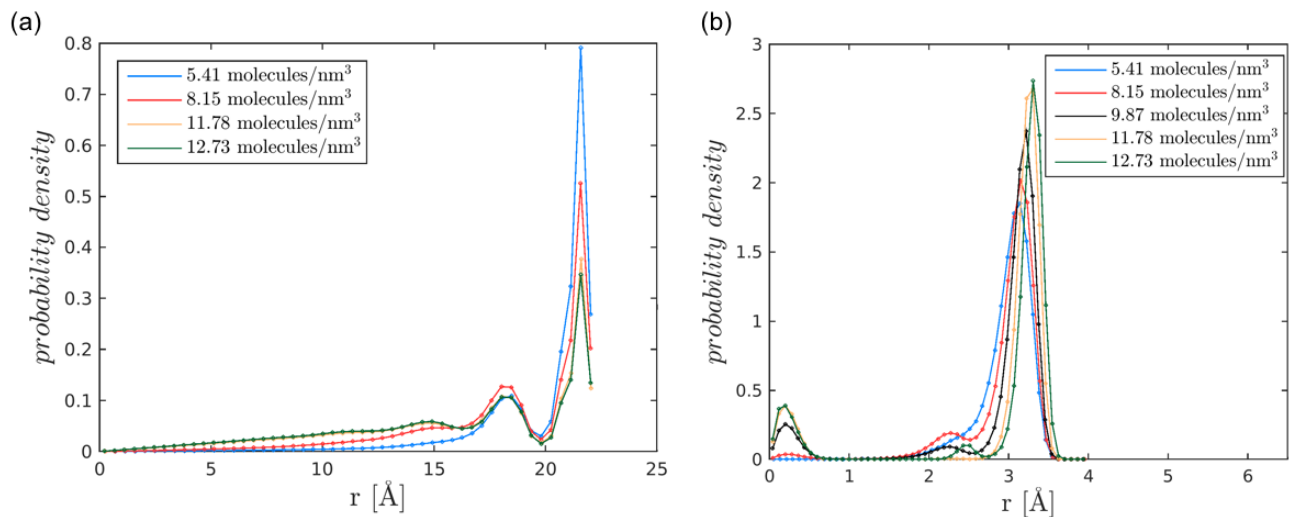 (a)
probability density
0.8
0.7
0.6
0.5
0.4
0.3
0.2
0.1
0
5.41 molecules/nm³
8.15 molecules/nm³
11.78 molecules/nm³
12.73 molecules/nm³
0 5 10 15 20 25
r [Å]
(b)
probability density
3
2.5
2
1.5
1
0.5
0
5.41 molecules/nm³
8.15 molecules/nm³
9.87 molecules/nm³
11.78 molecules/nm³
12.73 molecules/nm³
0 1 2 3 4 5 6
r [Å]